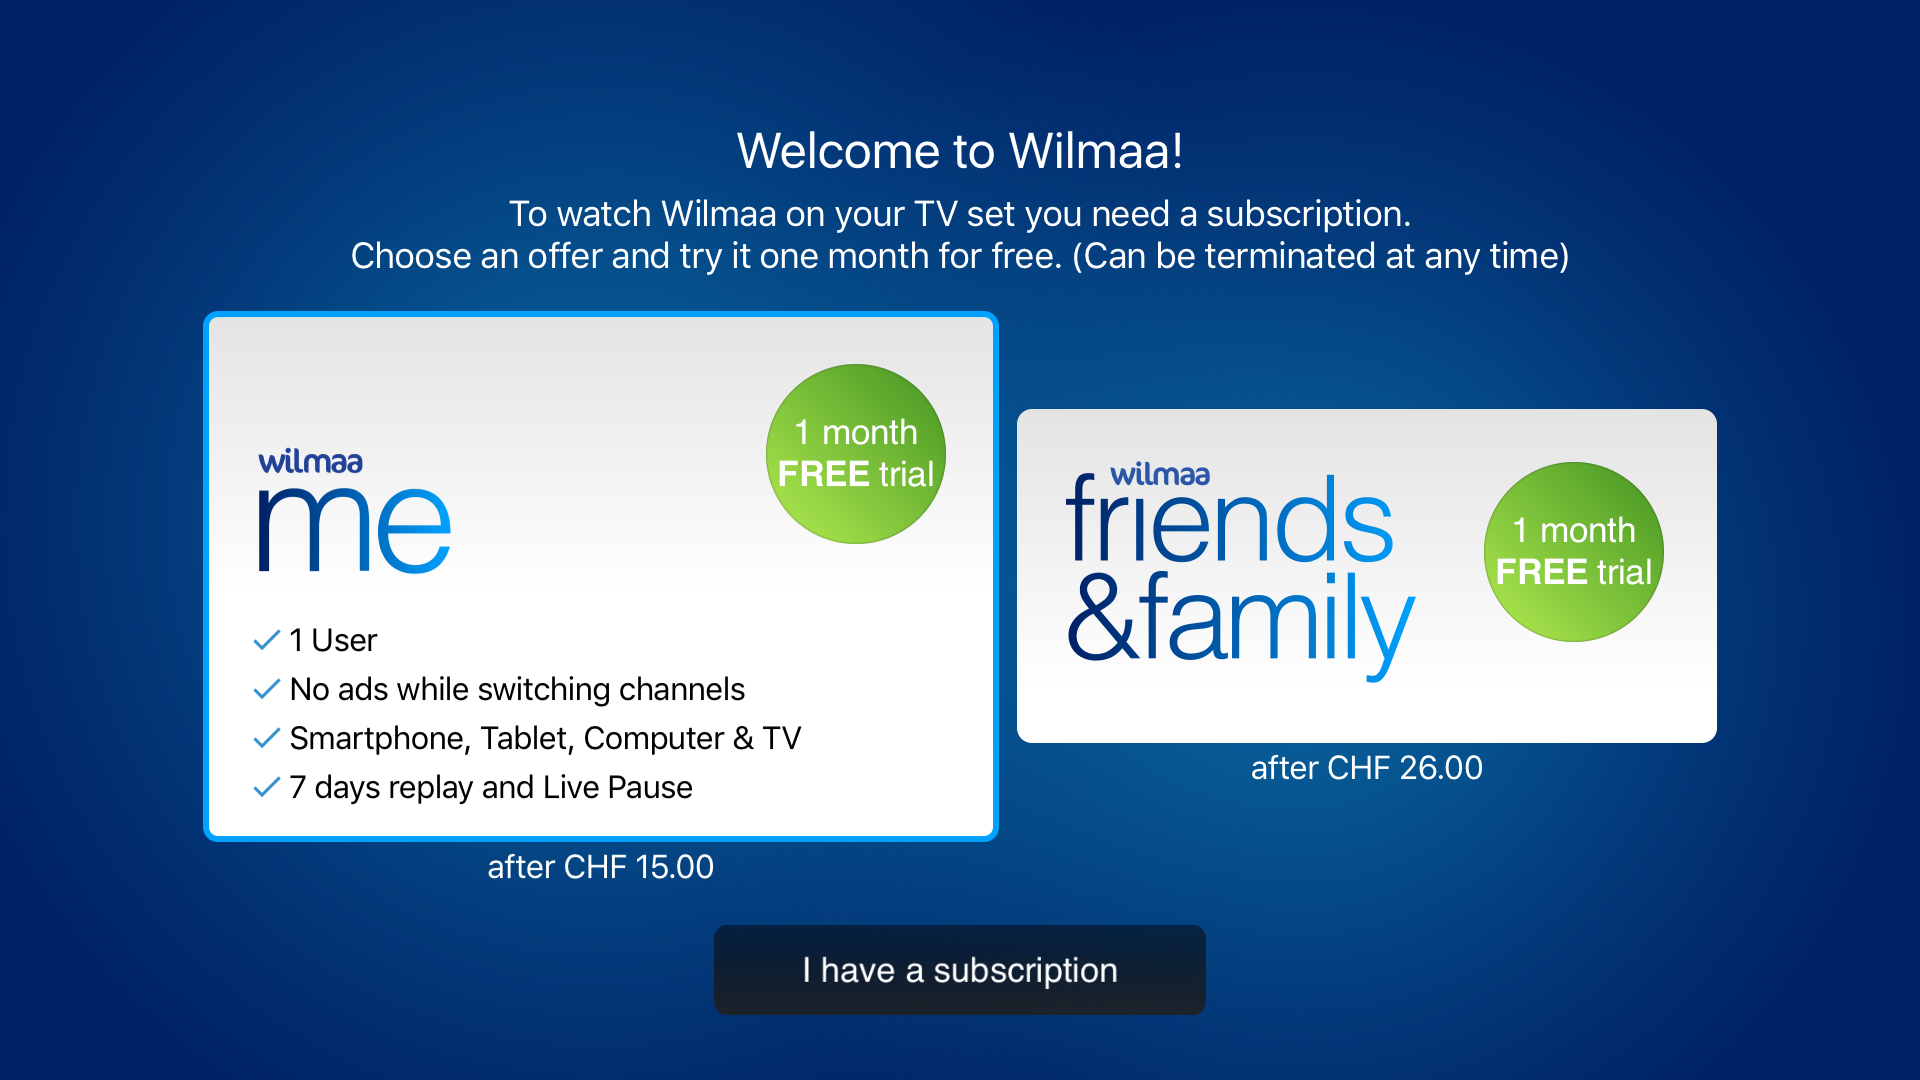 Welcome to Wilmaa!
To watch Wilmaa on your TV set you need a subscription.
Choose an offer and try it one month for free. (Can be terminated at any time)
1 month
FREE trial
wilmaa
me
1 User
No ads while switching channels
Smartphone, Tablet, Computer & TV
7 days replay and Live Pause
after CHF 15.00
wilmaa
friends
&family
1 month
FREE trial
after CHF 26.00
I have a subscription